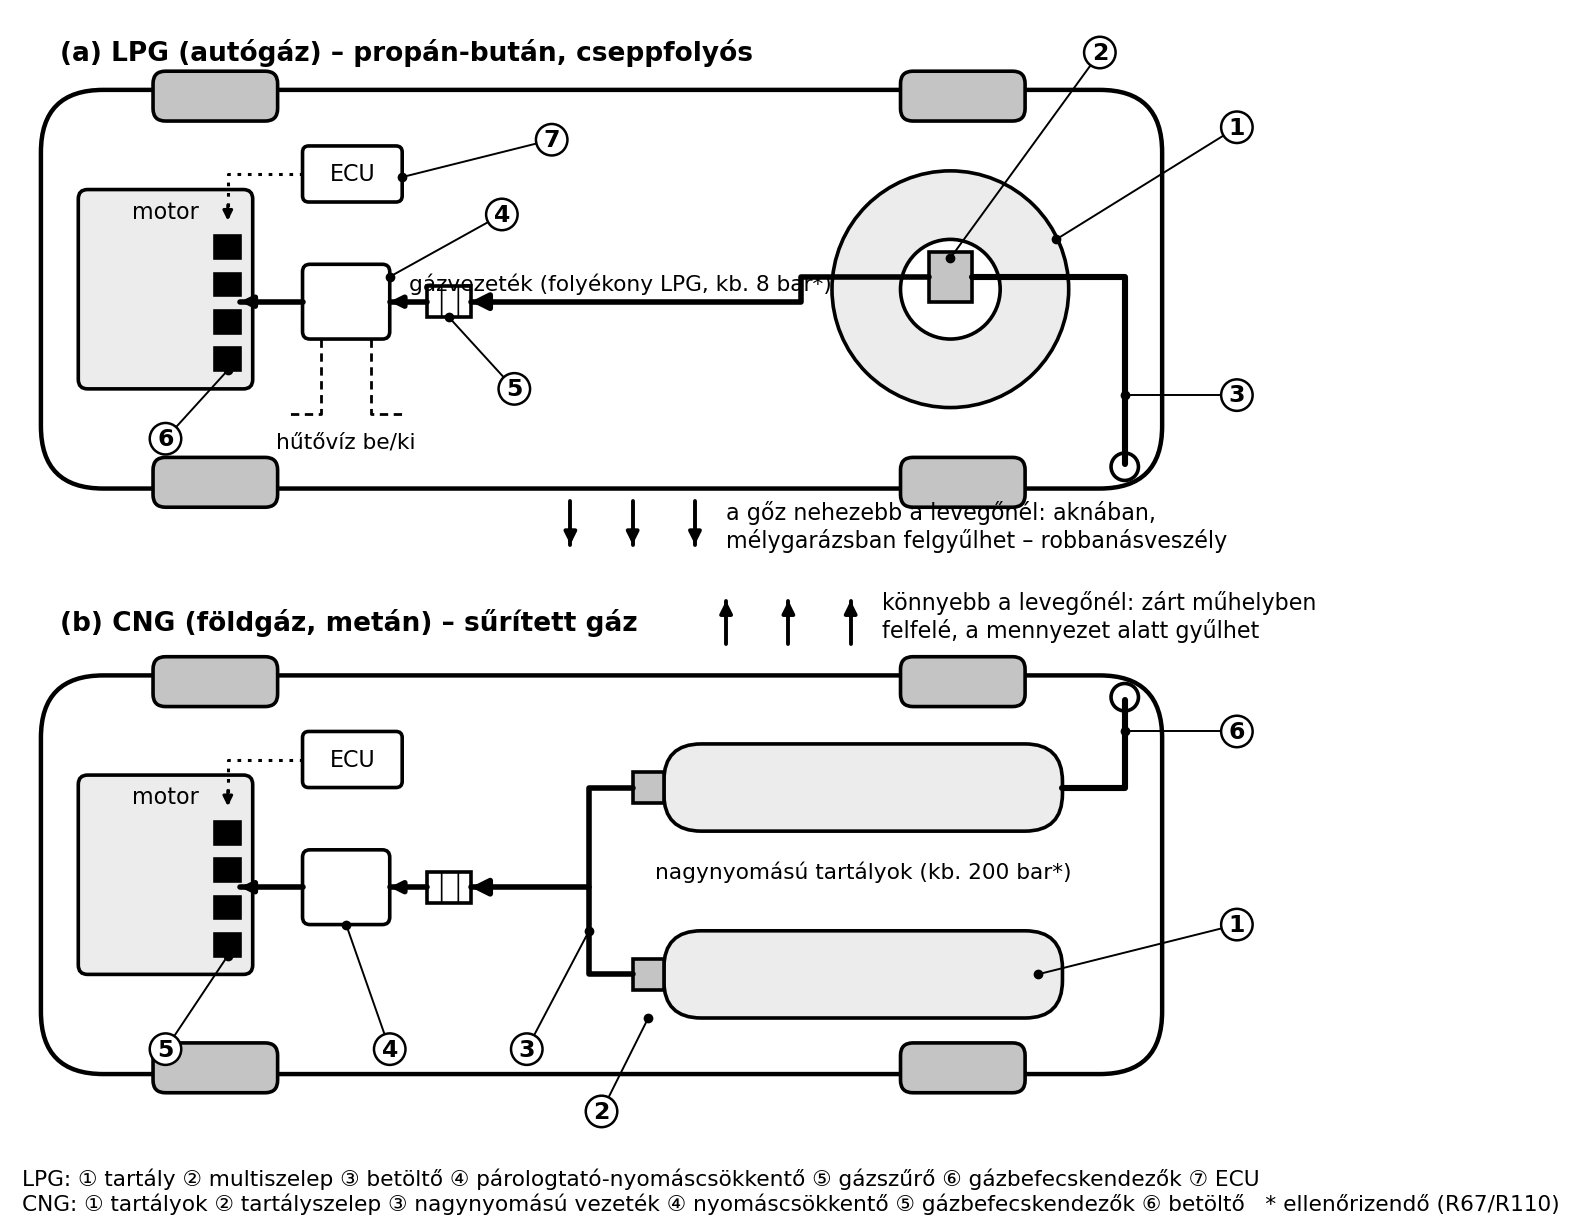 (a) LPG (autógáz) – propán-bután, cseppfolyós
2
1
7
ECU
motor
4
gázvezeték (folyékony LPG, kb. 8 bar*)
5
3
6
hűtővíz be/ki
a gőz nehezebb a levegőnél: aknában,
mélygarázsban felgyűlhet – robbanásveszély
könnyebb a levegőnél: zárt műhelyben
felfelé, a mennyezet alatt gyűlhet
(b) CNG (földgáz, metán) – sűrített gáz
6
ECU
motor
nagynyomású tartályok (kb. 200 bar*)
1
5
4
3
2
LPG: ① tartály ② multiszelep ③ betöltő ④ párologtató-nyomáscsökkentő ⑤ gázszűrő ⑥ gázbefecskendezők ⑦ ECU
CNG: ① tartályok ② tartályszelep ③ nagynyomású vezeték ④ nyomáscsökkentő ⑤ gázbefecskendezők ⑥ betöltő * ellenőrizendő (R67/R110)